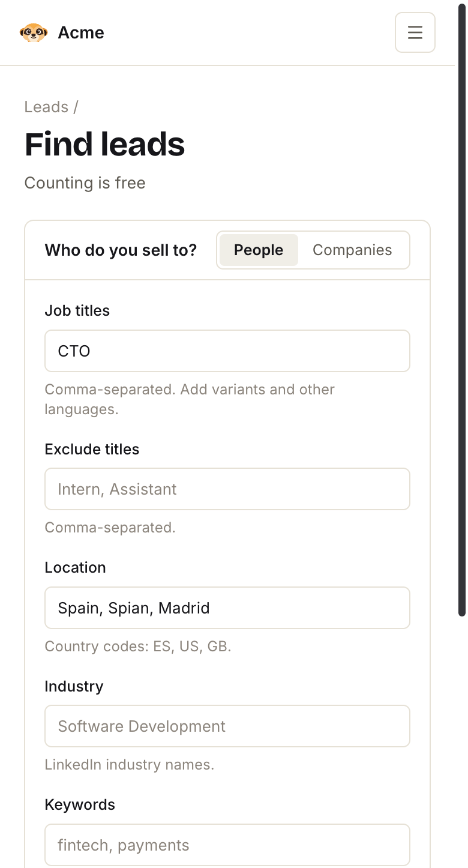 Acme
Leads /
Find leads
Counting is free
Who do you sell to?
People
Companies
Job titles
CTO
Comma-separated. Add variants and other
languages.
Exclude titles
Intern, Assistant
Comma-separated.
Location
Spain, Spian, Madrid
Country codes: ES, US, GB.
Industry
Software Development
LinkedIn industry names.
Keywords
fintech, payments